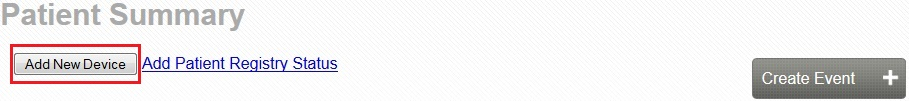 Patient Summary
Add New Device Add Patient Registry Status
Create Event +